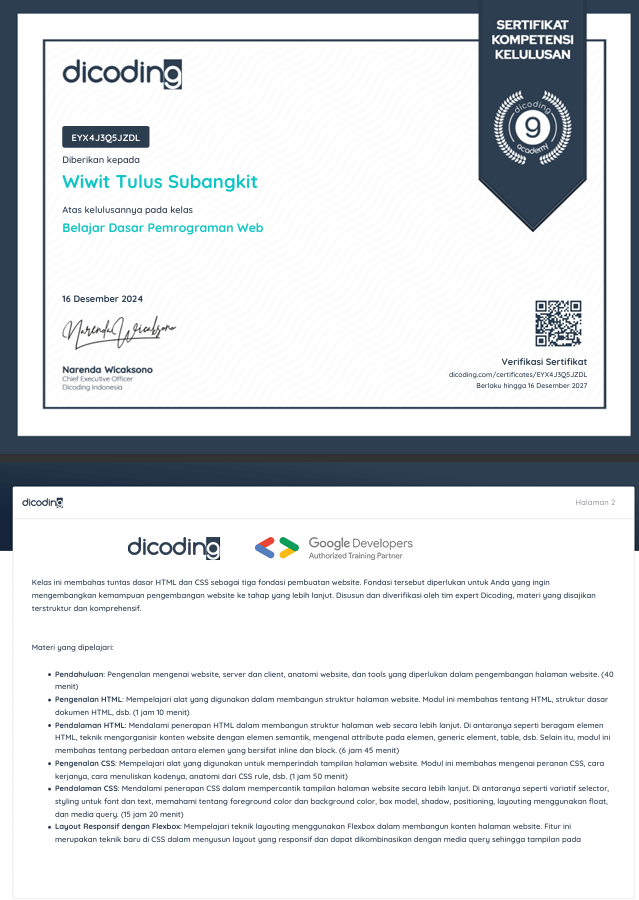 SERTIFIKAT
KOMPETENSI
KELULUSAN
dicoding
dicoding
9
academy
EYX4J3Q5JZDL
Diberikan kepada
Wiwit Tulus Subangkit
Atas kelulusannya pada kelas
Belajar Dasar Pemrograman Web
16 Desember 2024
Narenda Wicaksono
Narenda Wicaksono
Chief Executive Officer
Dicoding Indonesia
Verifikasi Sertifikat
dicoding.com/certificates/EYX4J3Q5JZDL
Berlaku hingga 16 Desember 2027
dicoding
Halaman 2
dicoding
Google Developers
Authorized Training Partner
Kelas ini membahas tuntas dasar HTML dan CSS sebagai tiga fondasi pembuatan website. Fondasi tersebut diperlukan untuk Anda yang ingin
mengembangkan kemampuan pengembangan website ke tahap yang lebih lanjut. Disusun dan diverifikasi oleh tim expert Dicoding, materi yang disajikan
terstruktur dan komprehensif.
Materi yang dipelajari:
• Pendahuluan: Pengenalan mengenai website, server dan client, anatomi website, dan tools yang diperlukan dalam pengembangan halaman website. (40
menit)
• Pengenalan HTML: Mempelajari alat yang digunakan dalam membangun struktur halaman website. Modul ini membahas tentang HTML, struktur dasar
dokumen HTML, dsb. (1 jam 10 menit)
• Pendalaman HTML: Mendalami penerapan HTML dalam membangun struktur halaman web secara lebih lanjut. Di antaranya seperti beragam elemen
HTML, teknik mengorganisir konten website dengan elemen semantik, mengenal attribute pada elemen, generic element, table, dsb. Selain itu, modul ini
membahas tentang perbedaan antara elemen yang bersifat inline dan block. (6 jam 45 menit)
• Pengenalan CSS: Mempelajari alat yang digunakan untuk memperindah tampilan halaman website. Modul ini membahas mengenai peranan CSS, cara
kerjanya, cara menuliskan kodenya, anatomi dari CSS rule, dsb. (1 jam 50 menit)
• Pendalaman CSS: Mendalami penerapan CSS dalam mempercantik tampilan halaman website secara lebih lanjut. Di antaranya seperti variatif selector,
styling untuk font dan text, memahami tentang foreground color dan background color, box model, shadow, positioning, layouting menggunakan float,
dan media query. (15 jam 20 menit)
• Layout Responsif dengan Flexbox: Mempelajari teknik layouting menggunakan Flexbox dalam membangun konten halaman website. Fitur ini
merupakan teknik baru di CSS dalam menyusun layout yang responsif dan dapat dikombinasikan dengan media query sehingga tampilan pada